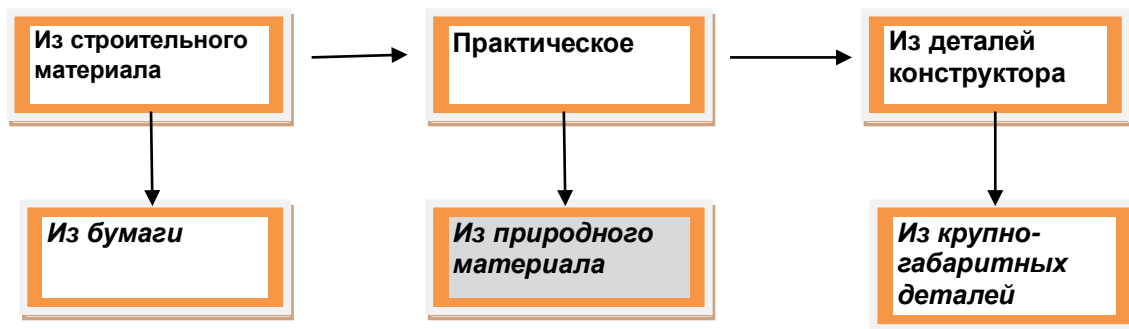 Из строительного
материала
Практическое
Из деталей
конструктора
Из бумаги
Из природного
материала
Из крупно-
габаритных
деталей